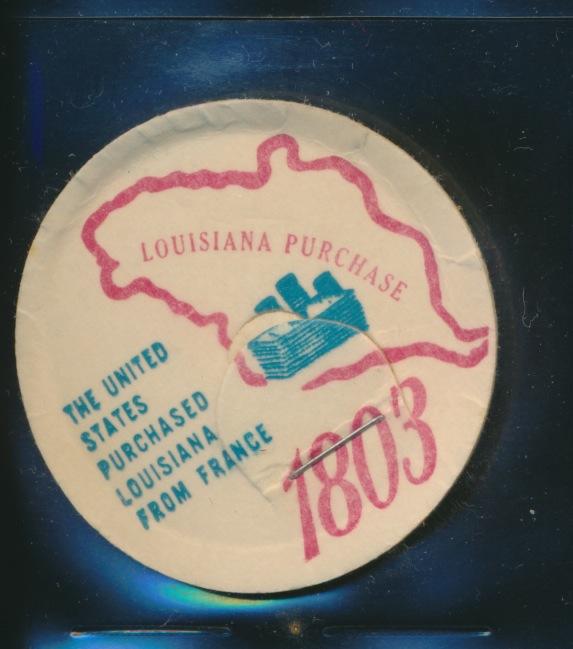 LOUISIANA PURCHASE
THE UNITED
STATES
PURCHASED
LOUISIANA
FROM FRANCE
1803